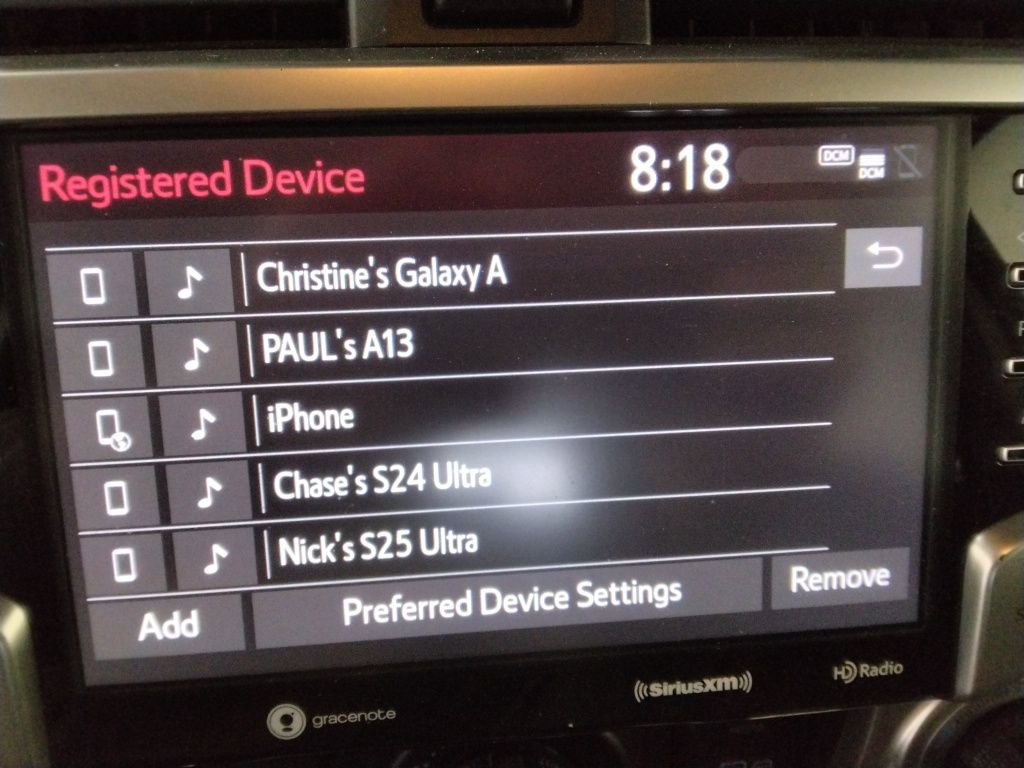 Registered Device
8:18
DCM
DCM
Christine's Galaxy A
PAUL's A13
iPhone
Chase's S24 Ultra
Nick's S25 Ultra
Add
Preferred Device Settings
Remove
gracenote
SiriusXM
HD Radio